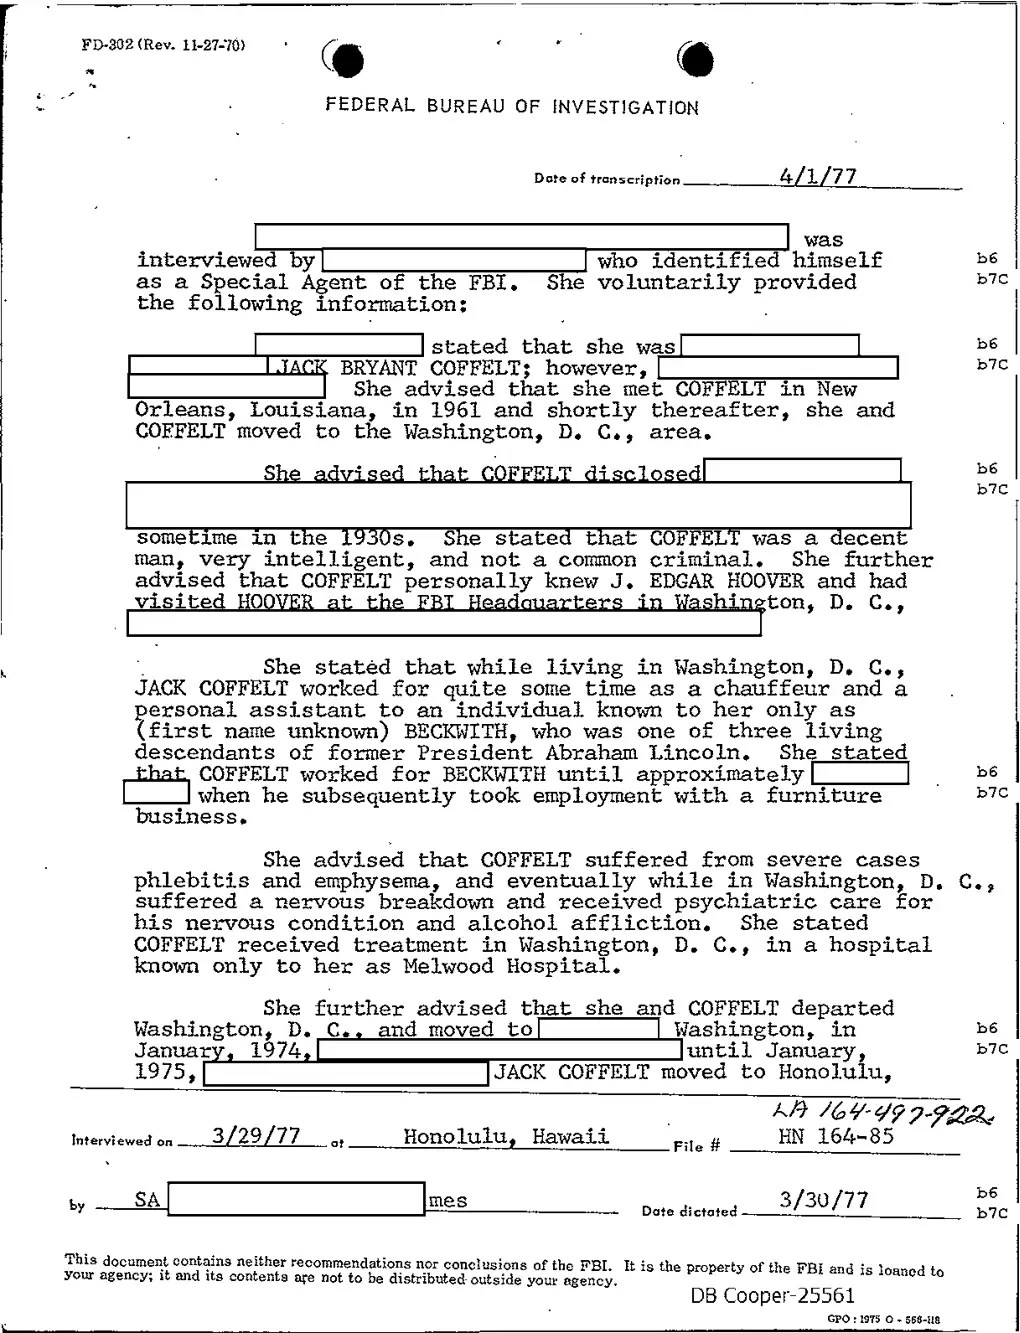 FD-302 (Rev. 11-27-70)
FEDERAL BUREAU OF INVESTIGATION
Date of transcription 4/1/77
was
interviewed by who identified himself b6
as a Special Agent of the FBI. She voluntarily provided b7C
the following information:
stated that she was b6
JACK BRYANT COFFELT; however, b7C
She advised that she met COFFELT in New
Orleans, Louisiana, in 1961 and shortly thereafter, she and
COFFELT moved to the Washington, D. C., area.
She advised that COFFELT disclosed b6
b7C
sometime in the 1930s. She stated that COFFELT was a decent
man, very intelligent, and not a common criminal. She further
advised that COFFELT personally knew J. EDGAR HOOVER and had
visited HOOVER at the FBI Headquarters in Washington, D. C.,
She stated that while living in Washington, D. C.,
JACK COFFELT worked for quite some time as a chauffeur and a
personal assistant to an individual known to her only as
(first name unknown) BECKWITH, who was one of three living
descendants of former President Abraham Lincoln. She stated
that COFFELT worked for BECKWITH until approximately b6
when he subsequently took employment with a furniture b7C
business.
She advised that COFFELT suffered from severe cases
phlebitis and emphysema, and eventually while in Washington, D. C.,
suffered a nervous breakdown and received psychiatric care for
his nervous condition and alcohol affliction. She stated
COFFELT received treatment in Washington, D. C., in a hospital
known only to her as Melwood Hospital.
She further advised that she and COFFELT departed
Washington, D. C., and moved to Washington, in b6
January, 1974, until January, b7C
1975, JACK COFFELT moved to Honolulu,
LA 164-497-922
Interviewed on 3/29/77 at Honolulu, Hawaii File # HN 164-85
by SA mes Date dictated 3/30/77 b6
b7C
This document contains neither recommendations nor conclusions of the FBI. It is the property of the FBI and is loaned to
your agency; it and its contents are not to be distributed outside your agency.
DB Cooper-25561
GPO : 1975 O - 556-118